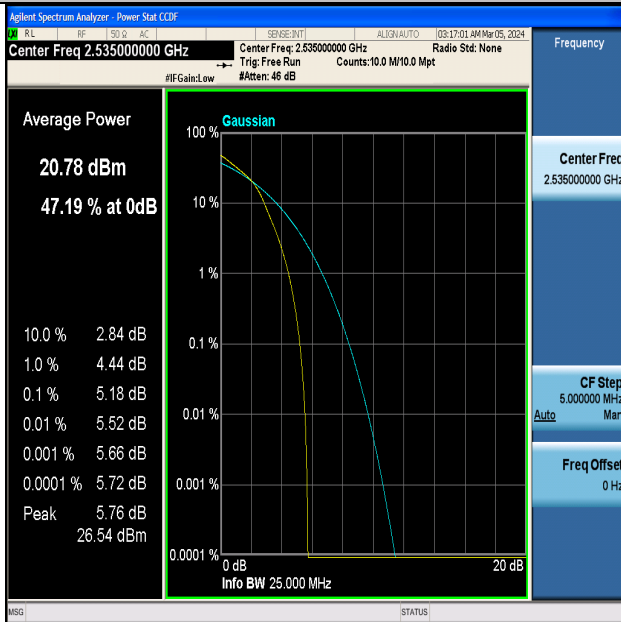 Agilent Spectrum Analyzer - Power Stat CCDF
LXI RL RF 50 Ω AC SENSE:INT ALIGNAUTO 03:17:01 AM Mar 05, 2024
Center Freq 2.535000000 GHz
Center Freq: 2.535000000 GHz Radio Std: None
Trig: Free Run Counts:10.0 M/10.0 Mpt
#IFGain:Low #Atten: 46 dB
Frequency
Average Power
20.78 dBm
47.19 % at 0dB
10.0 % 2.84 dB
1.0 % 4.44 dB
0.1 % 5.18 dB
0.01 % 5.52 dB
0.001 % 5.66 dB
0.0001 % 5.72 dB
Peak 5.76 dB
26.54 dBm
Gaussian
100 %
10 %
1 %
0.1 %
0.01 %
0.001 %
0.0001 %
0 dB 20 dB
Info BW 25.000 MHz
Center Freq
2.535000000 GHz
CF Step
5.000000 MHz
Auto Man
Freq Offset
0 Hz
MSG STATUS